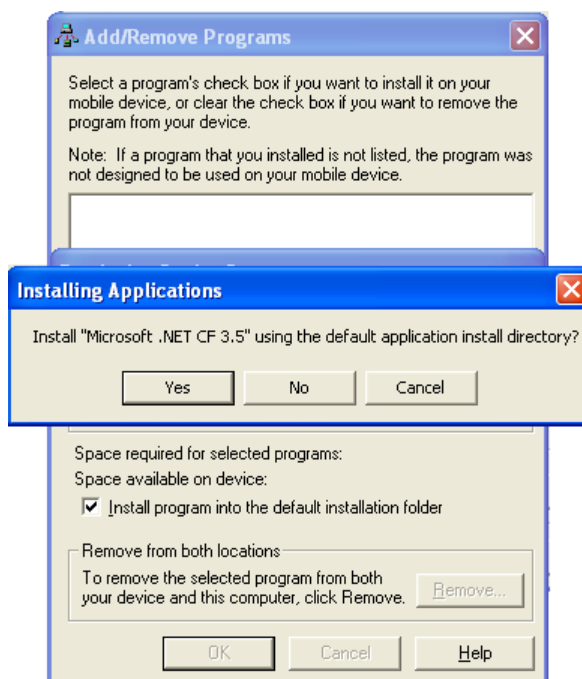 Add/Remove Programs
Select a program's check box if you want to install it on your
mobile device, or clear the check box if you want to remove the
program from your device.
Note: If a program that you installed is not listed, the program was
not designed to be used on your mobile device.
Installing Applications
Install "Microsoft .NET CF 3.5" using the default application install directory?
Yes
No
Cancel
Space required for selected programs:
Space available on device:
Install program into the default installation folder
Remove from both locations
To remove the selected program from both
your device and this computer, click Remove.
Remove...
OK
Cancel
Help